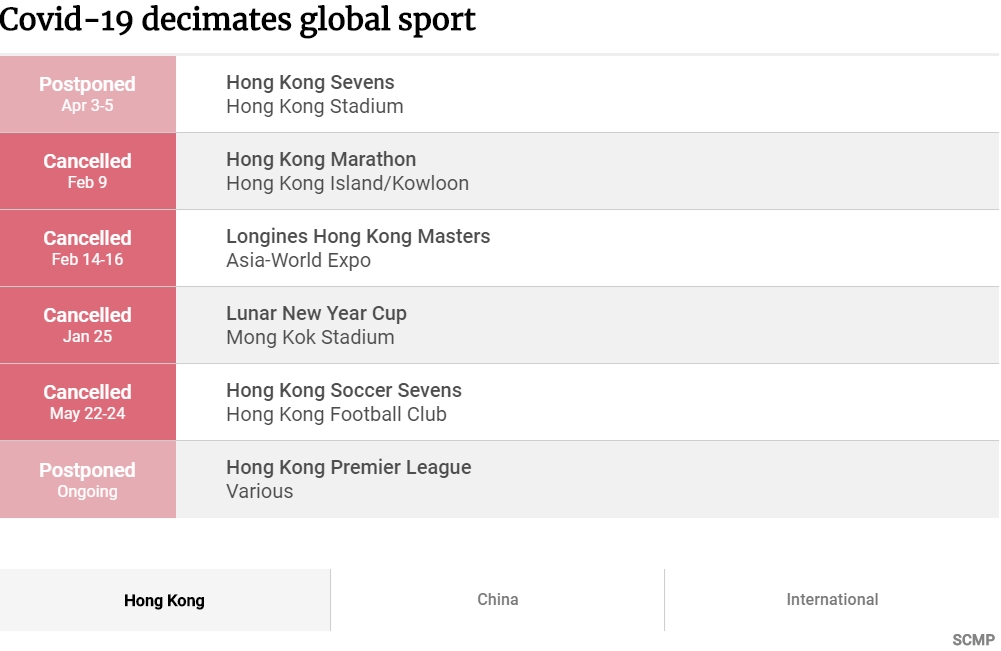 Covid-19 decimates global sport
Postponed
Apr 3-5
Hong Kong Sevens
Hong Kong Stadium
Cancelled
Feb 9
Hong Kong Marathon
Hong Kong Island/Kowloon
Cancelled
Feb 14-16
Longines Hong Kong Masters
Asia-World Expo
Cancelled
Jan 25
Lunar New Year Cup
Mong Kok Stadium
Cancelled
May 22-24
Hong Kong Soccer Sevens
Hong Kong Football Club
Postponed
Ongoing
Hong Kong Premier League
Various
Hong Kong
China
International
SCMP